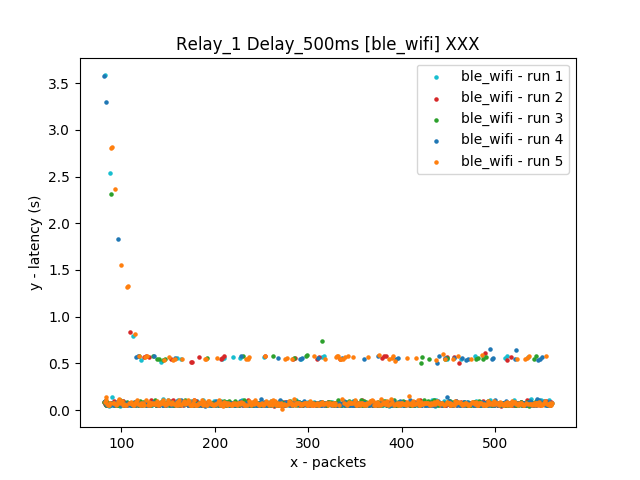 Relay_1 Delay_500ms [ble_wifi] XXX
ble_wifi - run 1
ble_wifi - run 2
ble_wifi - run 3
ble_wifi - run 4
ble_wifi - run 5
y - latency (s)
3.5
3.0
2.5
2.0
1.5
1.0
0.5
0.0
100 200 300 400 500
x - packets